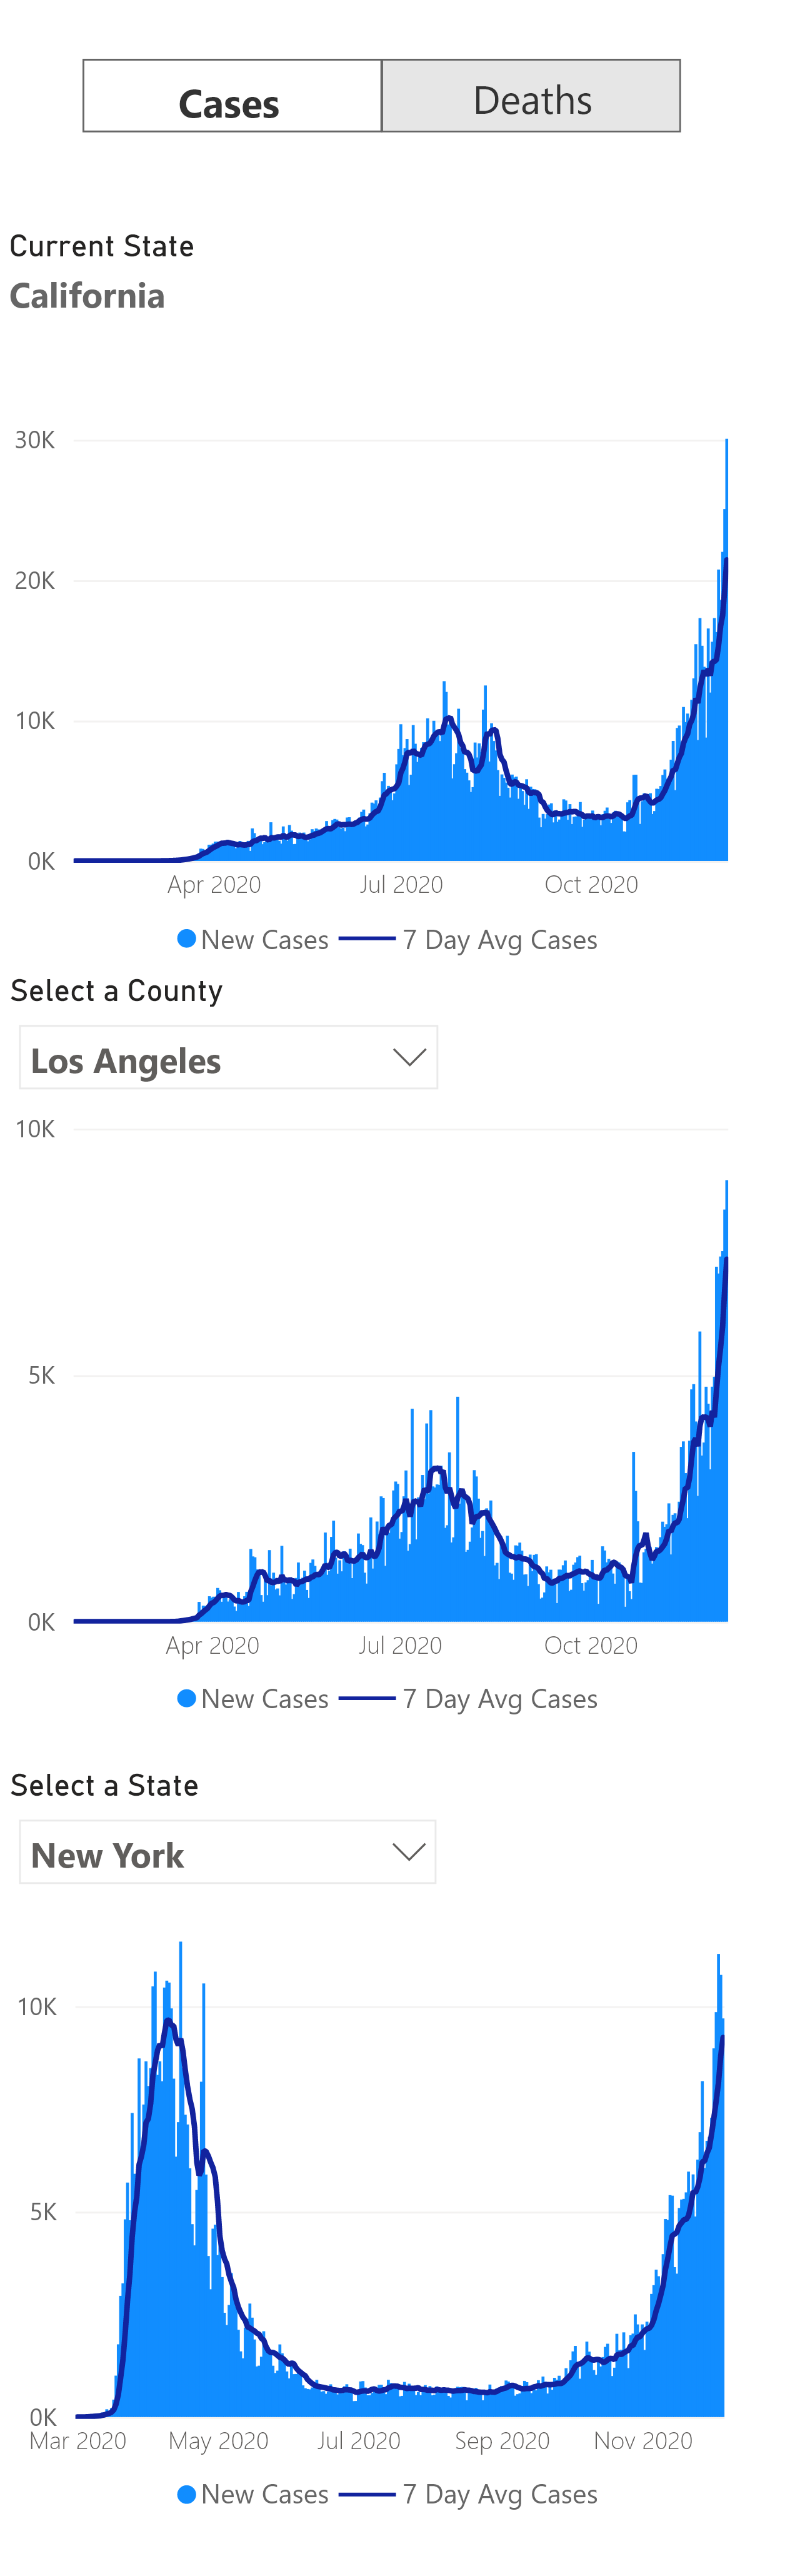 Cases Deaths
Current State
California
30K
20K
10K
0K
Apr 2020 Jul 2020 Oct 2020
New Cases 7 Day Avg Cases
Select a County
Los Angeles
10K
5K
0K
Apr 2020 Jul 2020 Oct 2020
New Cases 7 Day Avg Cases
Select a State
New York
10K
5K
0K
Mar 2020 May 2020 Jul 2020 Sep 2020 Nov 2020
New Cases 7 Day Avg Cases